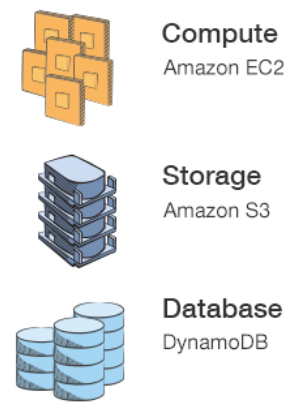 Compute
Amazon EC2
Storage
Amazon S3
Database
DynamoDB